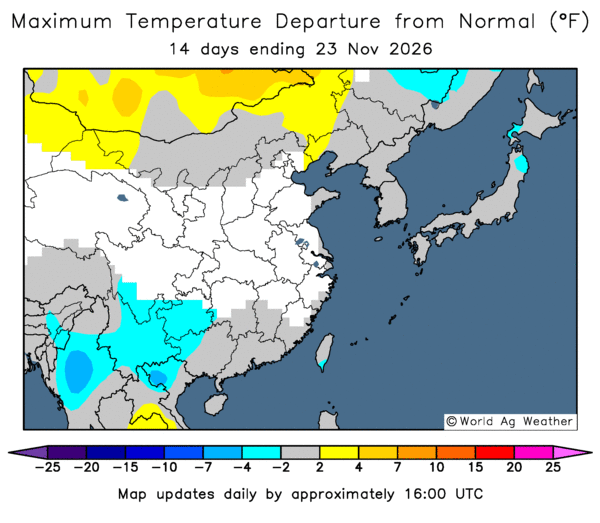 Maximum Temperature Departure from Normal (°F)
14 days ending 23 Nov 2026
© World Ag Weather
−25 −20 −15 −10 −7 −4 −2 2 4 7 10 15 20 25
Map updates daily by approximately 16:00 UTC